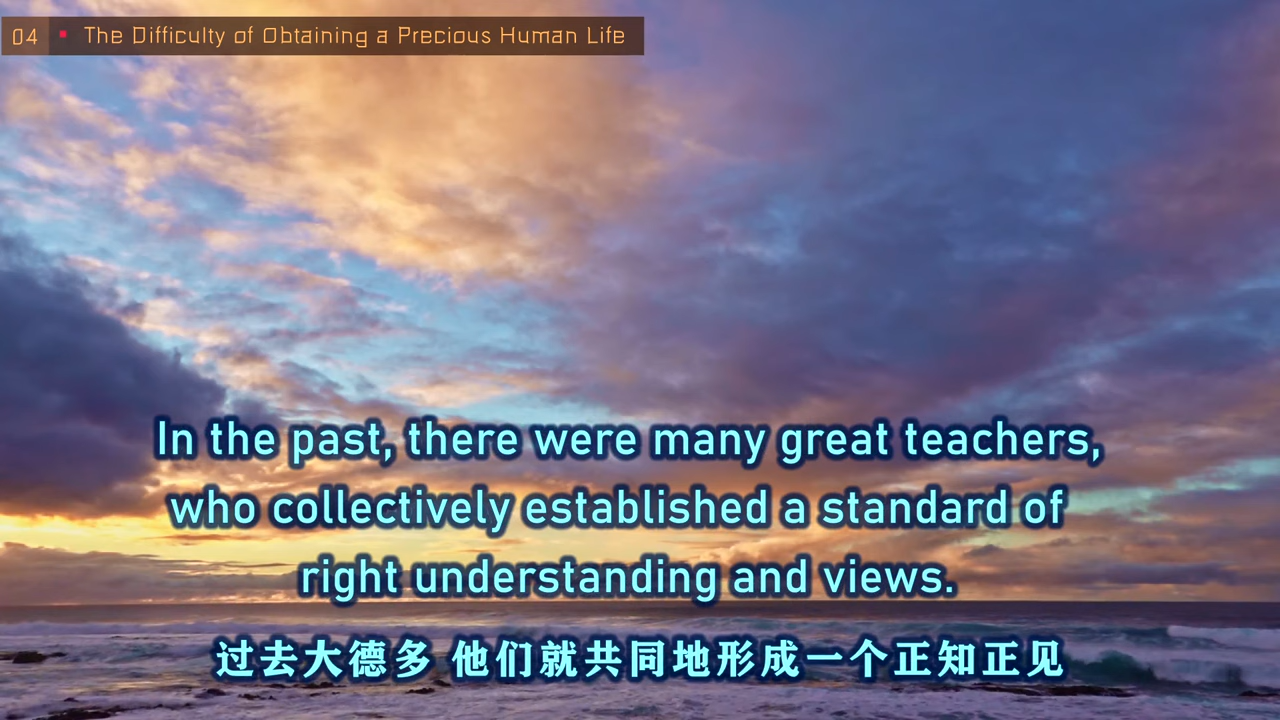 04 ▪ The Difficulty of Obtaining a Precious Human Life
In the past, there were many great teachers,
who collectively established a standard of
right understanding and views.
过去大德多 他们就共同地形成一个正知正见